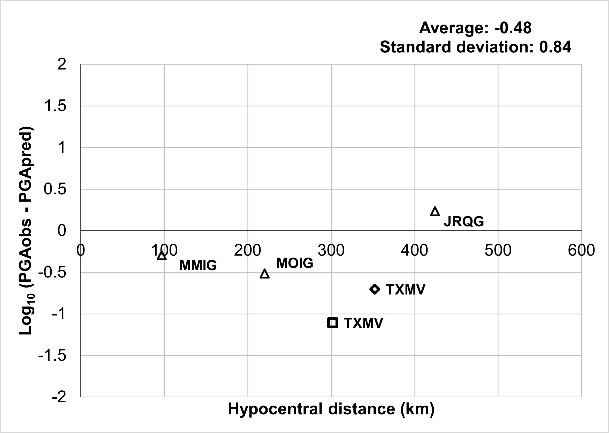 Average: -0.48
Standard deviation: 0.84
2
1.5
1
0.5
0
-0.5
-1
-1.5
-2
0 100 200 300 400 500 600
JRQG
MMIG
MOIG
TXMV
TXMV
Log10 (PGAobs - PGApred)
Hypocentral distance (km)